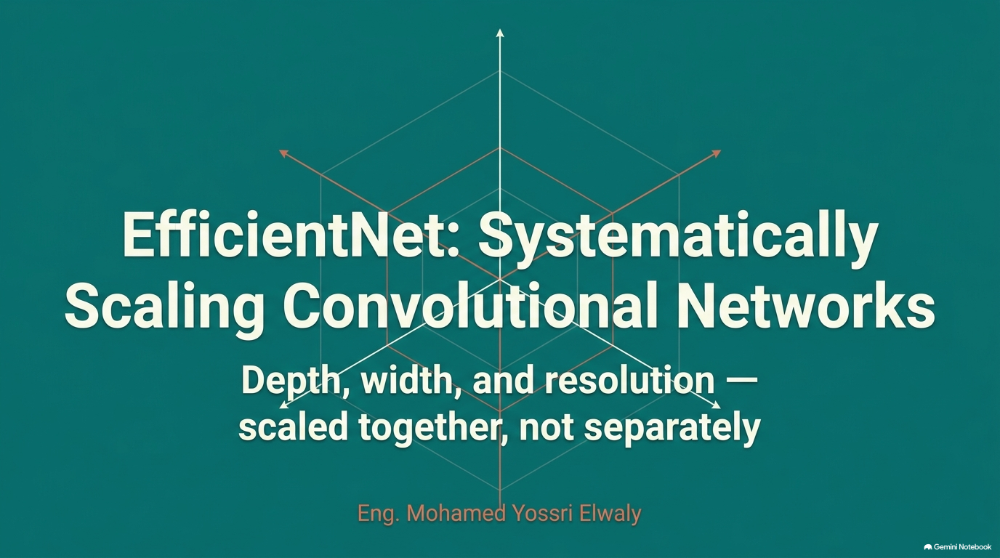 EfficientNet: Systematically
Scaling Convolutional Networks
Depth, width, and resolution —
scaled together, not separately
Eng. Mohamed Yossri Elwaly
Gemini Notebook